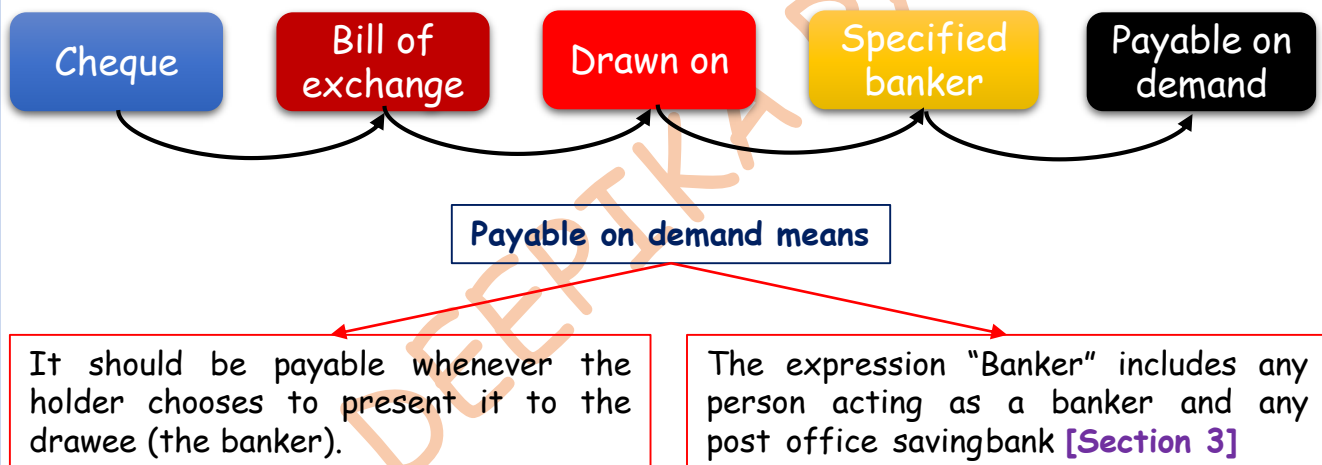 Cheque
Bill of
exchange
Drawn on
Specified
banker
Payable on
demand
Payable on demand means
It should be payable whenever the
holder chooses to present it to the
drawee (the banker).
The expression “Banker” includes any
person acting as a banker and any
post office savingbank [Section 3]
DEEPIKA